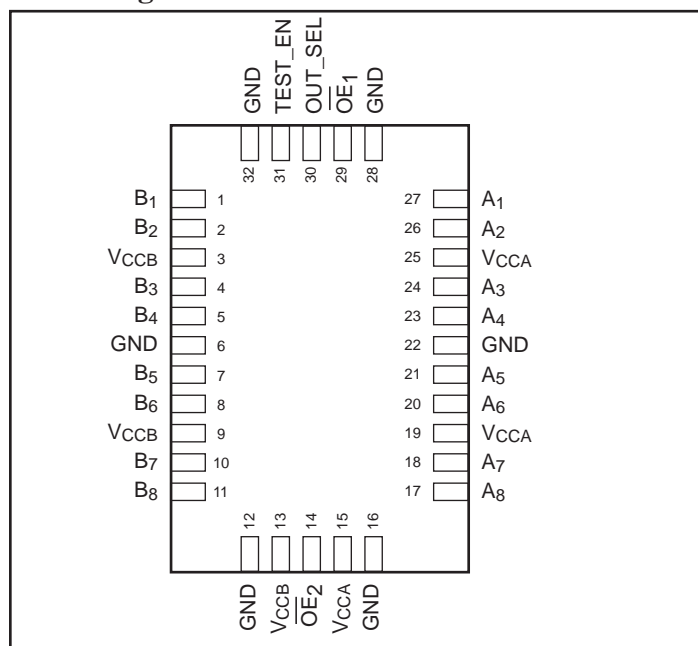 GND
TEST_EN
OUT_SEL
OE1
GND
32
31
30
29
28
B1 1
B2 2
VCCB 3
B3 4
B4 5
GND 6
B5 7
B6 8
VCCB 9
B7 10
B8 11
27 A1
26 A2
25 VCCA
24 A3
23 A4
22 GND
21 A5
20 A6
19 VCCA
18 A7
17 A8
12
13
14
15
16
GND
VCCB
OE2
VCCA
GND